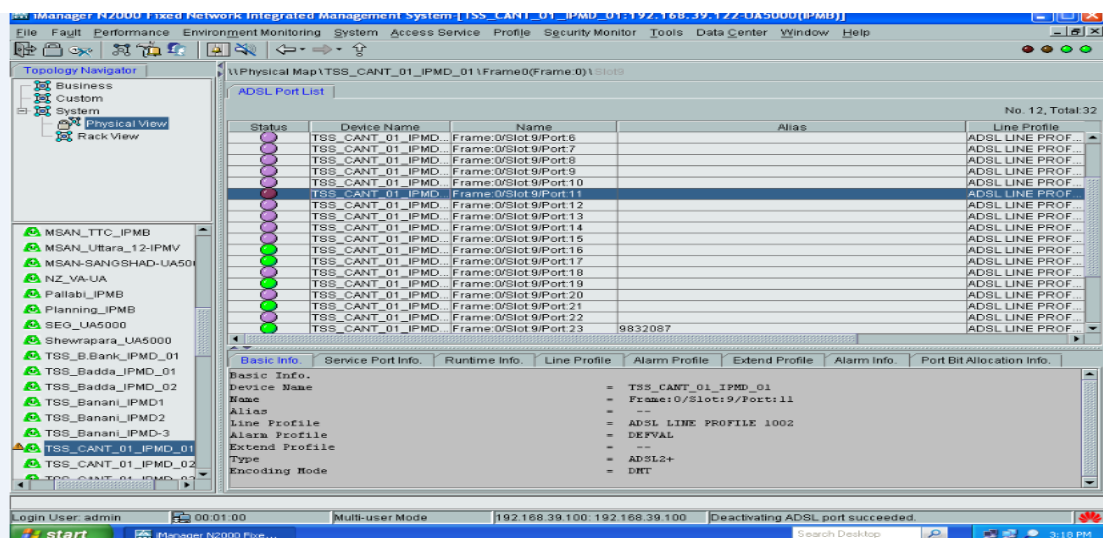 iManager N2000 Fixed Network Integrated Management System-[TSS_CANT_01_IPMD_01:192.168.39.122-UA5000(IPMB)]
File Fault Performance Environment Monitoring System Access Service Profile Security Monitor Tools Data Center Window Help
Topology Navigator
\\Physical Map\TSS_CANT_01_IPMD_01\Frame0(Frame:0)\Slot9
Business
Custom
System
Physical View
Rack View
ADSL Port List
No. 12, Total:32
Status Device Name Name Alias Line Profile
TSS_CANT_01_IPMD... Frame:0/Slot:9/Port:6 ADSL LINE PROF...
TSS_CANT_01_IPMD... Frame:0/Slot:9/Port:7 ADSL LINE PROF...
TSS_CANT_01_IPMD... Frame:0/Slot:9/Port:8 ADSL LINE PROF...
TSS_CANT_01_IPMD... Frame:0/Slot:9/Port:9 ADSL LINE PROF...
TSS_CANT_01_IPMD... Frame:0/Slot:9/Port:10 ADSL LINE PROF...
TSS_CANT_01_IPMD... Frame:0/Slot:9/Port:11 ADSL LINE PROF...
TSS_CANT_01_IPMD... Frame:0/Slot:9/Port:12 ADSL LINE PROF...
TSS_CANT_01_IPMD... Frame:0/Slot:9/Port:13 ADSL LINE PROF...
TSS_CANT_01_IPMD... Frame:0/Slot:9/Port:14 ADSL LINE PROF...
TSS_CANT_01_IPMD... Frame:0/Slot:9/Port:15 ADSL LINE PROF...
TSS_CANT_01_IPMD... Frame:0/Slot:9/Port:16 ADSL LINE PROF...
TSS_CANT_01_IPMD... Frame:0/Slot:9/Port:17 ADSL LINE PROF...
TSS_CANT_01_IPMD... Frame:0/Slot:9/Port:18 ADSL LINE PROF...
TSS_CANT_01_IPMD... Frame:0/Slot:9/Port:19 ADSL LINE PROF...
TSS_CANT_01_IPMD... Frame:0/Slot:9/Port:20 ADSL LINE PROF...
TSS_CANT_01_IPMD... Frame:0/Slot:9/Port:21 ADSL LINE PROF...
TSS_CANT_01_IPMD... Frame:0/Slot:9/Port:22 ADSL LINE PROF...
TSS_CANT_01_IPMD... Frame:0/Slot:9/Port:23 9832087 ADSL LINE PROF...
MSAN_TTC_IPMB
MSAN_Uttara_12-IPMV
MSAN-SANGSHAD-UA50
NZ_VA-UA
Pallabi_IPMB
Planning_IPMB
SEG_UA5000
Shewrapara_UA5000
TSS_B.Bank_IPMD_01
TSS_Badda_IPMD_01
TSS_Badda_IPMD_02
TSS_Banani_IPMD1
TSS_Banani_IPMD2
TSS_Banani_IPMD-3
TSS_CANT_01_IPMD_01
TSS_CANT_01_IPMD_02
Basic Info. Service Port Info. Runtime Info. Line Profile Alarm Profile Extend Profile Alarm Info. Port Bit Allocation Info.
Basic Info.
Device Name = TSS_CANT_01_IPMD_01
Name = Frame:0/Slot:9/Port:11
Alias = --
Line Profile = ADSL LINE PROFILE 1002
Alarm Profile = DEFVAL
Extend Profile = --
Type = ADSL2+
Encoding Mode = DMT
Login User: admin 00:01:00 Multi-user Mode 192.168.39.100: 192.168.39.100 Deactivating ADSL port succeeded.
start iManager N2000 Fixe... Search Desktop 3:18 PM